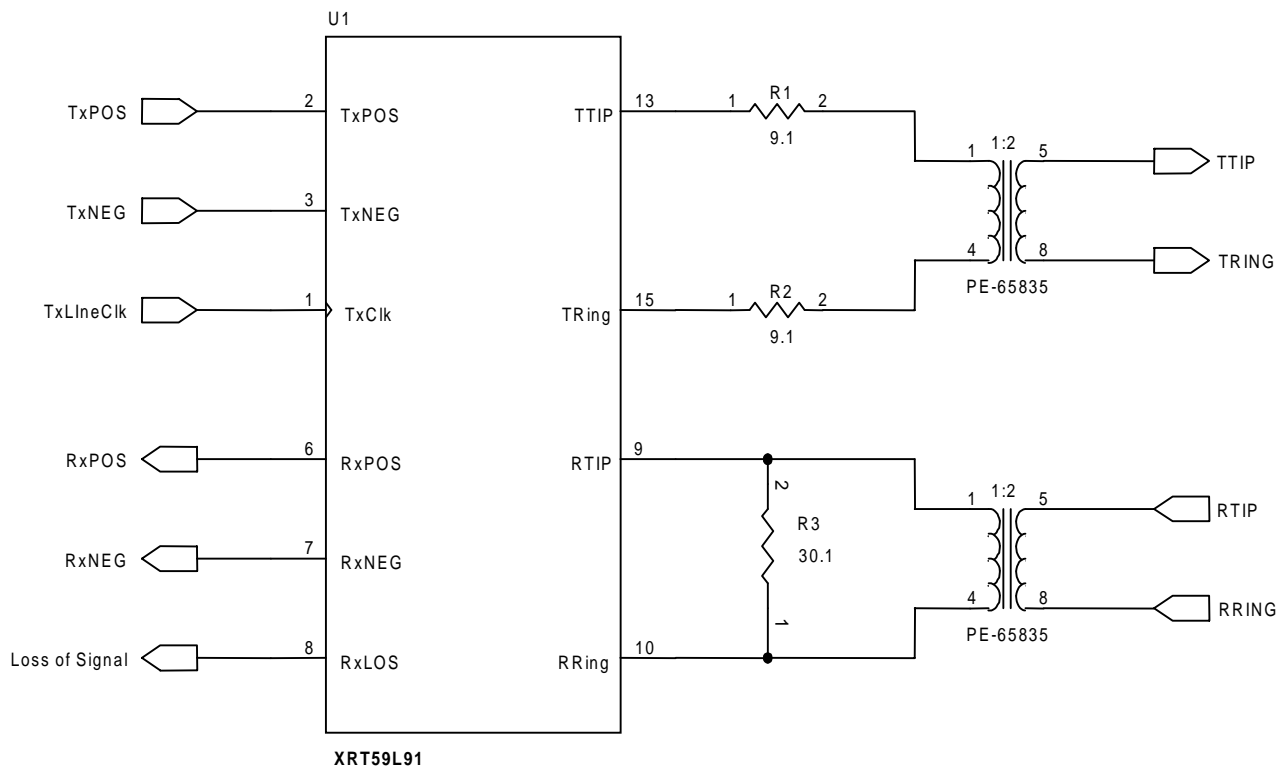 U1
TxPOS
2
TxPOS
TTIP
13
1
R1
2
9.1
1
1:2
5
TTIP
TxNEG
3
TxNEG
4
8
TRING
PE-65835
TxLIneClk
1
TxClk
TRing
15
1
R2
2
9.1
RxPOS
6
RxPOS
RTIP
9
2
R3
30.1
1
1
1:2
5
RTIP
RxNEG
7
RxNEG
4
8
RRING
PE-65835
Loss of Signal
8
RxLOS
RRing
10
XRT59L91